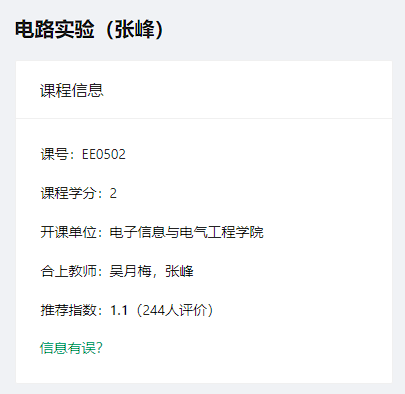 电路实验（张峰）
课程信息
课号：EE0502
课程学分：2
开课单位：电子信息与电气工程学院
合上教师：吴月梅，张峰
推荐指数：1.1（244人评价）
信息有误？